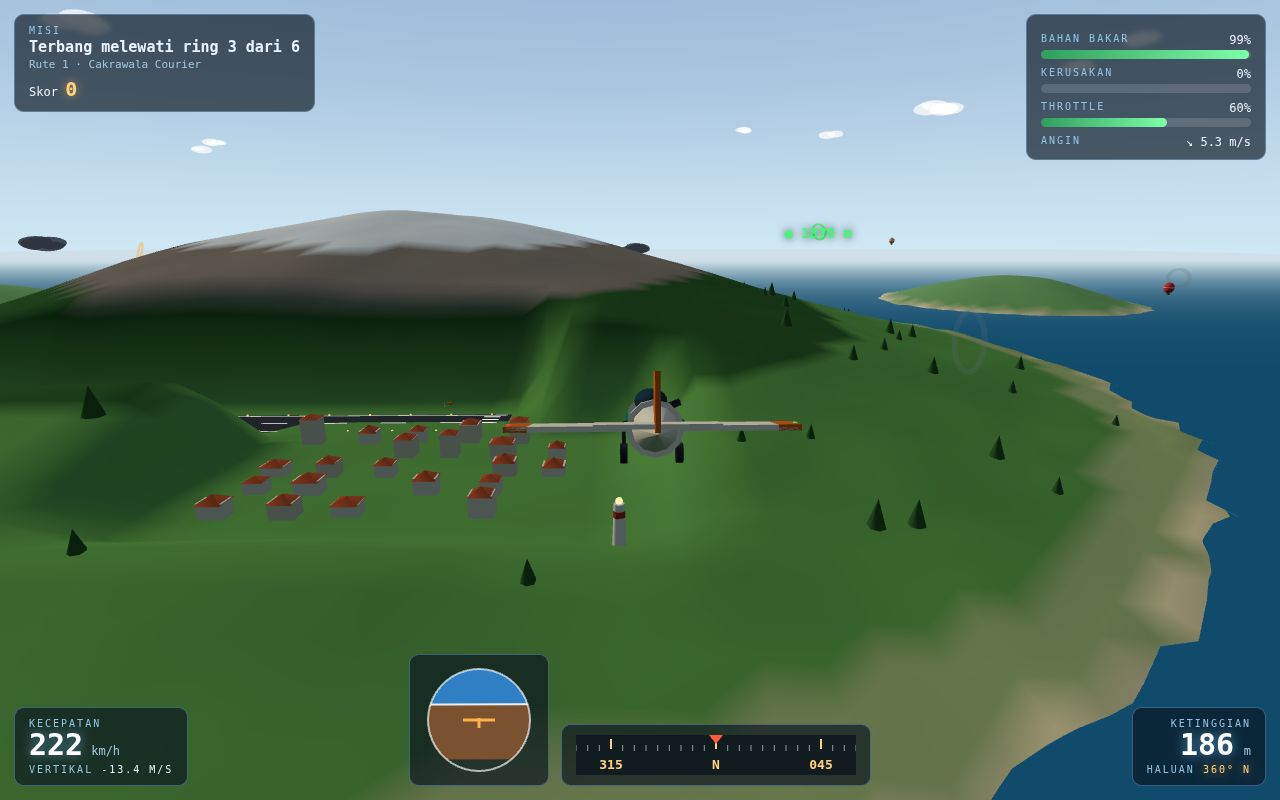 MISI
Terbang melewati ring 3 dari 6
Rute 1 · Cakrawala Courier
Skor 0
BAHAN BAKAR 99%
KERUSAKAN 0%
THROTTLE 60%
ANGIN ↘ 5.3 m/s
KECEPATAN
222 km/h
VERTIKAL -13.4 M/S
315 N 045
KETINGGIAN
186 m
HALUAN 360° N